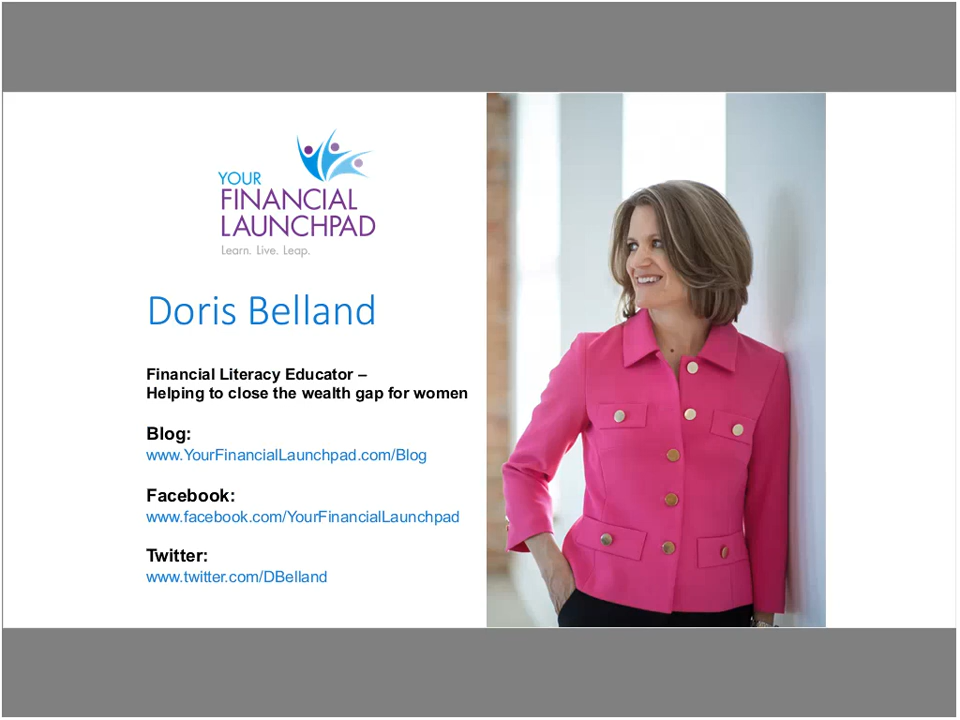 YOUR
FINANCIAL
LAUNCHPAD
Learn. Live. Leap.
Doris Belland
Financial Literacy Educator –
Helping to close the wealth gap for women
Blog:
www.YourFinancialLaunchpad.com/Blog
Facebook:
www.facebook.com/YourFinancialLaunchpad
Twitter:
www.twitter.com/DBelland